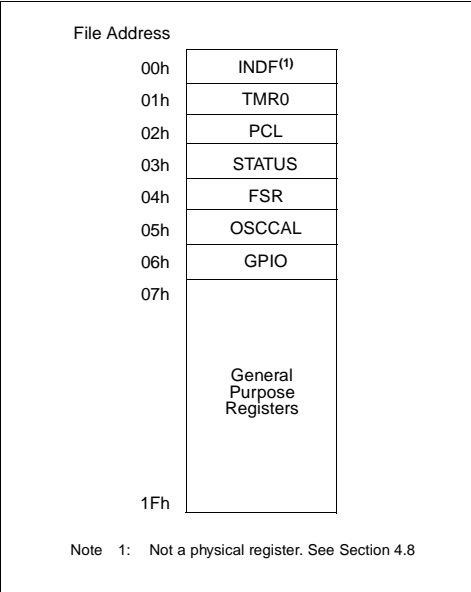 File Address
00h INDF(1)
01h TMR0
02h PCL
03h STATUS
04h FSR
05h OSCCAL
06h GPIO
07h
General
Purpose
Registers
1Fh
Note 1: Not a physical register. See Section 4.8